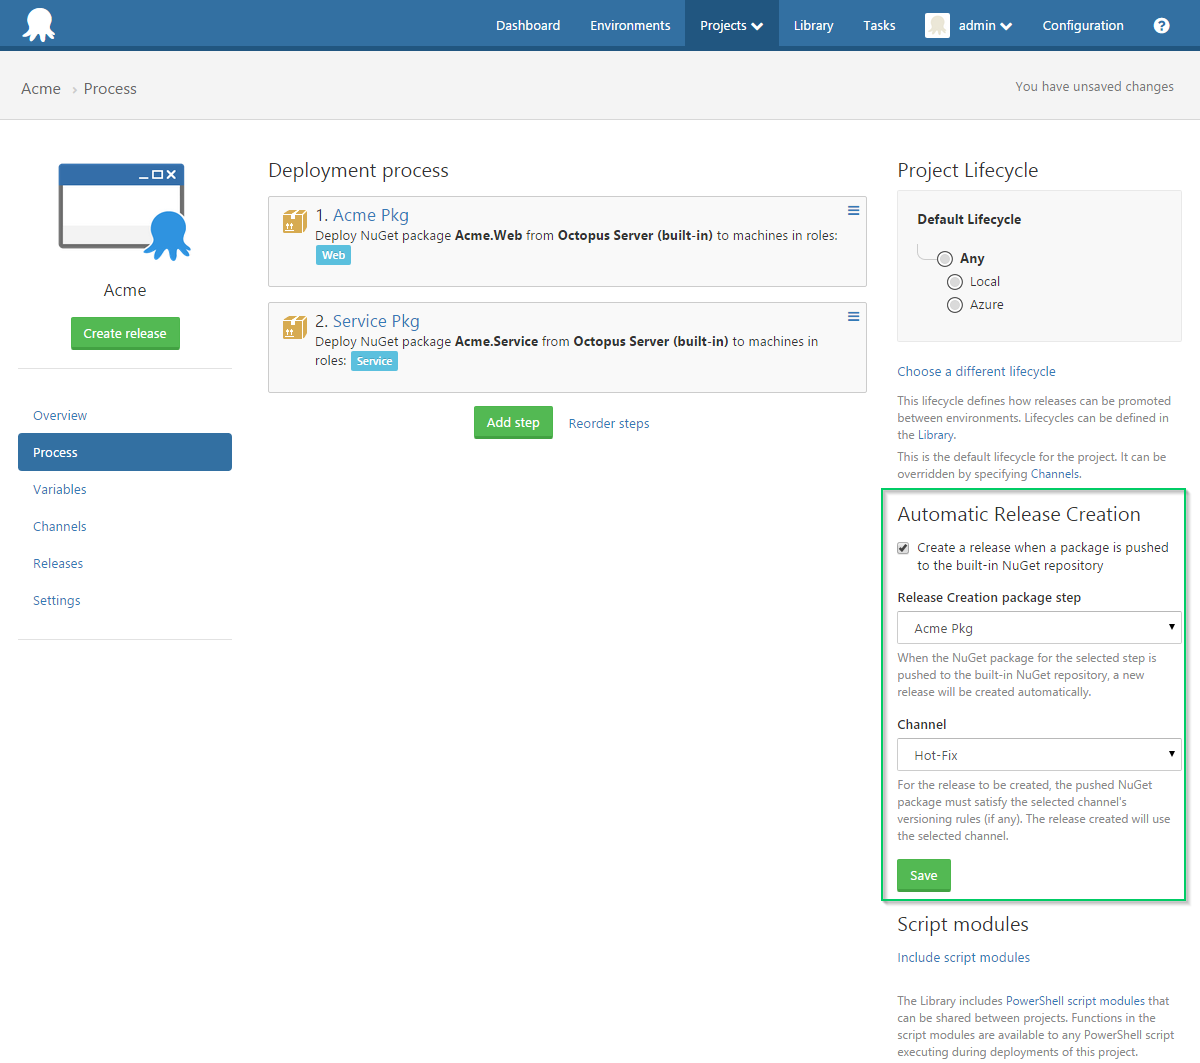 Dashboard Environments Projects Library Tasks admin Configuration ?
Acme › Process
You have unsaved changes
Acme
Create release
Overview
Process
Variables
Channels
Releases
Settings
Deployment process
1. Acme Pkg
Deploy NuGet package Acme.Web from Octopus Server (built-in) to machines in roles:
Web
2. Service Pkg
Deploy NuGet package Acme.Service from Octopus Server (built-in) to machines in
roles: Service
Add step Reorder steps
Project Lifecycle
Default Lifecycle
Any
Local
Azure
Choose a different lifecycle
This lifecycle defines how releases can be promoted
between environments. Lifecycles can be defined in
the Library.
This is the default lifecycle for the project. It can be
overridden by specifying Channels.
Automatic Release Creation
Create a release when a package is pushed
to the built-in NuGet repository
Release Creation package step
Acme Pkg
When the NuGet package for the selected step is
pushed to the built-in NuGet repository, a new
release will be created automatically.
Channel
Hot-Fix
For the release to be created, the pushed NuGet
package must satisfy the selected channel's
versioning rules (if any). The release created will use
the selected channel.
Save
Script modules
Include script modules
The Library includes PowerShell script modules that
can be shared between projects. Functions in the
script modules are available to any PowerShell script
executing during deployments of this project.